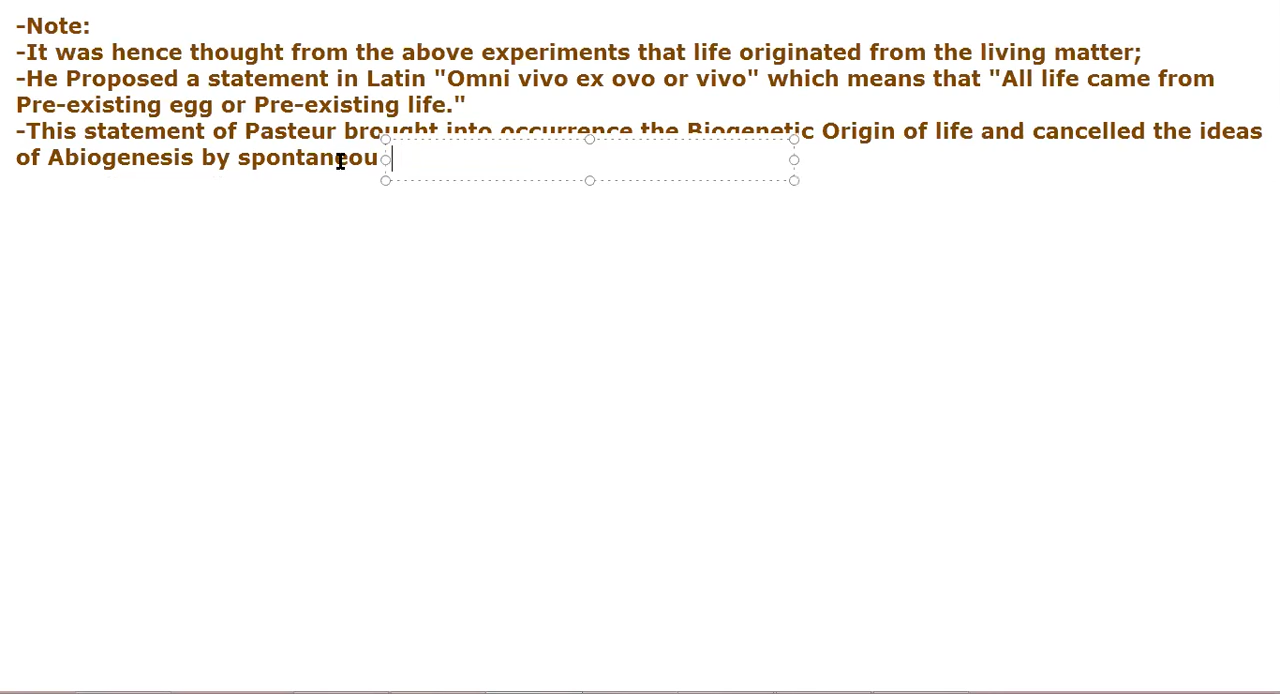 -Note:
-It was hence thought from the above experiments that life originated from the living matter;
-He Proposed a statement in Latin "Omni vivo ex ovo or vivo" which means that "All life came from
Pre-existing egg or Pre-existing life."
-This statement of Pasteur brought into occurrence the Biogenetic Origin of life and cancelled the ideas
of Abiogenesis by spontaneou